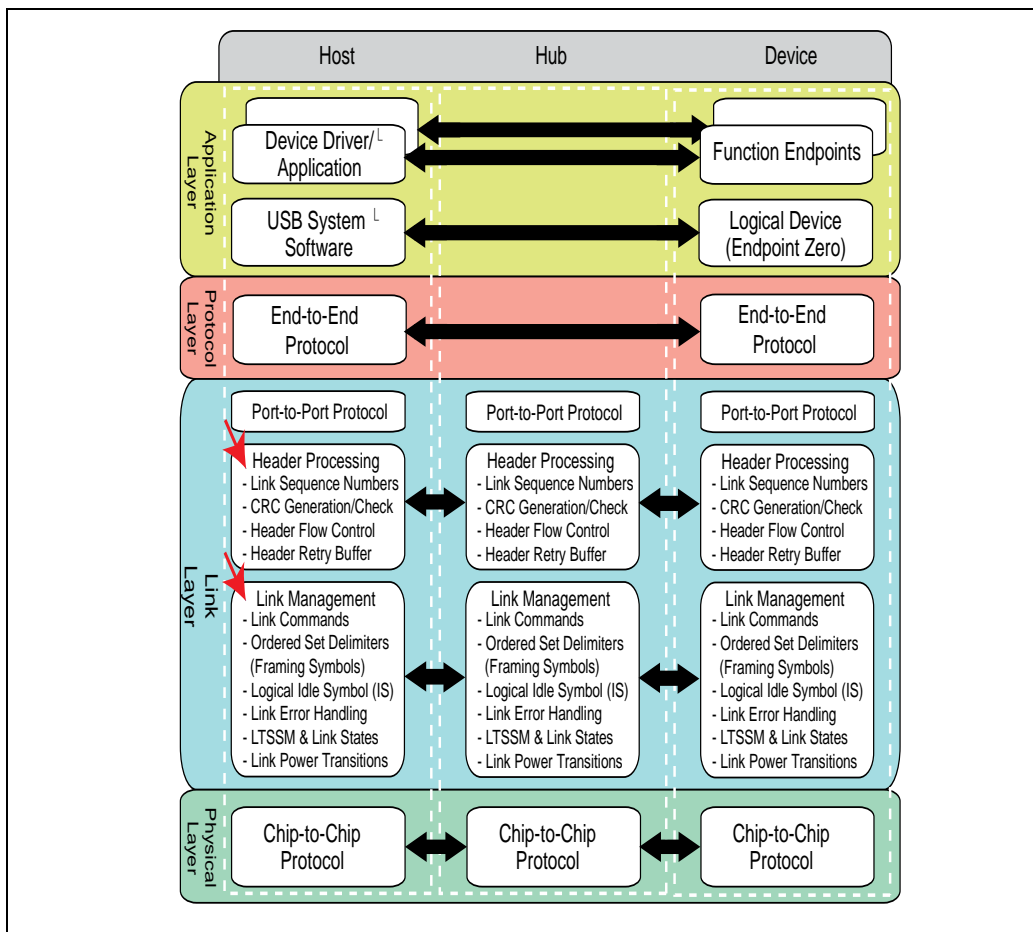 Host
Hub
Device
Application
Layer
Device Driver/└
Application
Function Endpoints
USB System └
Software
Logical Device
(Endpoint Zero)
Protocol
Layer
End-to-End
Protocol
End-to-End
Protocol
Link
Layer
Port-to-Port Protocol
Port-to-Port Protocol
Port-to-Port Protocol
Header Processing
- Link Sequence Numbers
- CRC Generation/Check
- Header Flow Control
- Header Retry Buffer
Header Processing
- Link Sequence Numbers
- CRC Generation/Check
- Header Flow Control
- Header Retry Buffer
Header Processing
- Link Sequence Numbers
- CRC Generation/Check
- Header Flow Control
- Header Retry Buffer
Link Management
- Link Commands
- Ordered Set Delimiters
(Framing Symbols)
- Logical Idle Symbol (IS)
- Link Error Handling
- LTSSM & Link States
- Link Power Transitions
Link Management
- Link Commands
- Ordered Set Delimiters
(Framing Symbols)
- Logical Idle Symbol (IS)
- Link Error Handling
- LTSSM & Link States
- Link Power Transitions
Link Management
- Link Commands
- Ordered Set Delimiters
(Framing Symbols)
- Logical Idle Symbol (IS)
- Link Error Handling
- LTSSM & Link States
- Link Power Transitions
Physical
Layer
Chip-to-Chip
Protocol
Chip-to-Chip
Protocol
Chip-to-Chip
Protocol